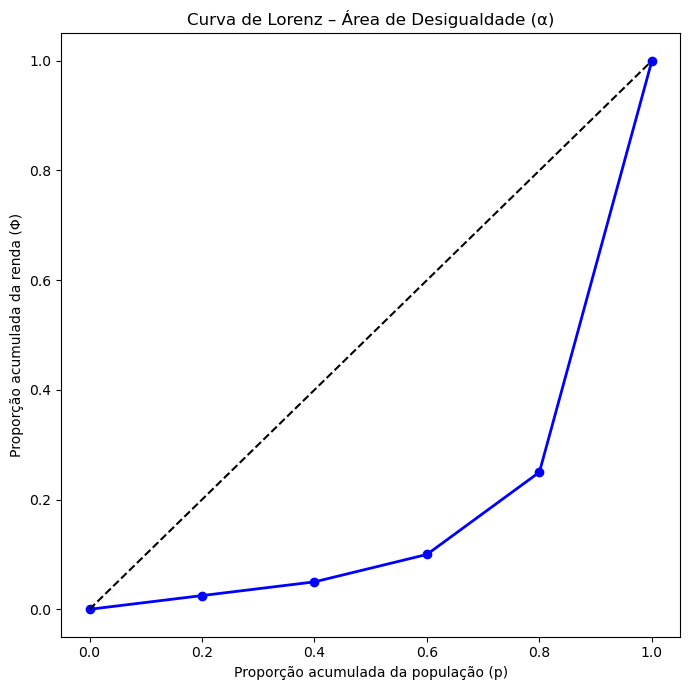 Curva de Lorenz – Área de Desigualdade (α)
Proporção acumulada da renda (Φ)
1.0
0.8
0.6
0.4
0.2
0.0
0.0 0.2 0.4 0.6 0.8 1.0
Proporção acumulada da população (p)